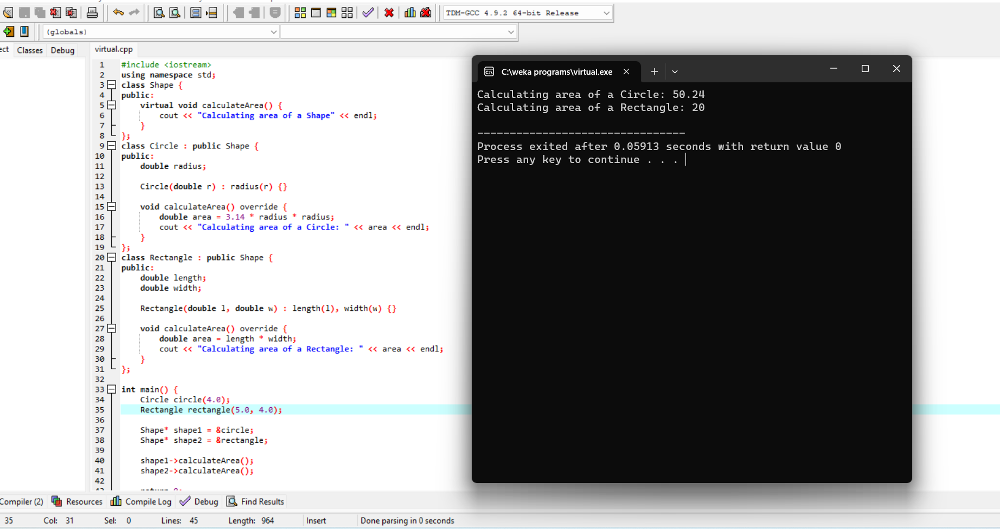 TDM-GCC 4.9.2 64-bit Release
(globals)
ect Classes Debug
virtual.cpp
1 #include <iostream>
2 using namespace std;
3 class Shape {
4 public:
5     virtual void calculateArea() {
6         cout << "Calculating area of a Shape" << endl;
7     }
8 };
9 class Circle : public Shape {
10 public:
11     double radius;
12
13     Circle(double r) : radius(r) {}
14
15     void calculateArea() override {
16         double area = 3.14 * radius * radius;
17         cout << "Calculating area of a Circle: " << area << endl;
18     }
19 };
20 class Rectangle : public Shape {
21 public:
22     double length;
23     double width;
24
25     Rectangle(double l, double w) : length(l), width(w) {}
26
27     void calculateArea() override {
28         double area = length * width;
29         cout << "Calculating area of a Rectangle: " << area << endl;
30     }
31 };
32
33 int main() {
34     Circle circle(4.0);
35     Rectangle rectangle(5.0, 4.0);
36
37     Shape* shape1 = &circle;
38     Shape* shape2 = &rectangle;
39
40     shape1->calculateArea();
41     shape2->calculateArea();
42
C:\weka programs\virtual.exe
Calculating area of a Circle: 50.24
Calculating area of a Rectangle: 20
--------------------------------
Process exited after 0.05913 seconds with return value 0
Press any key to continue . . .
Compiler (2) Resources Compile Log Debug Find Results
35 Col: 31 Sel: 0 Lines: 45 Length: 964 Insert Done parsing in 0 seconds